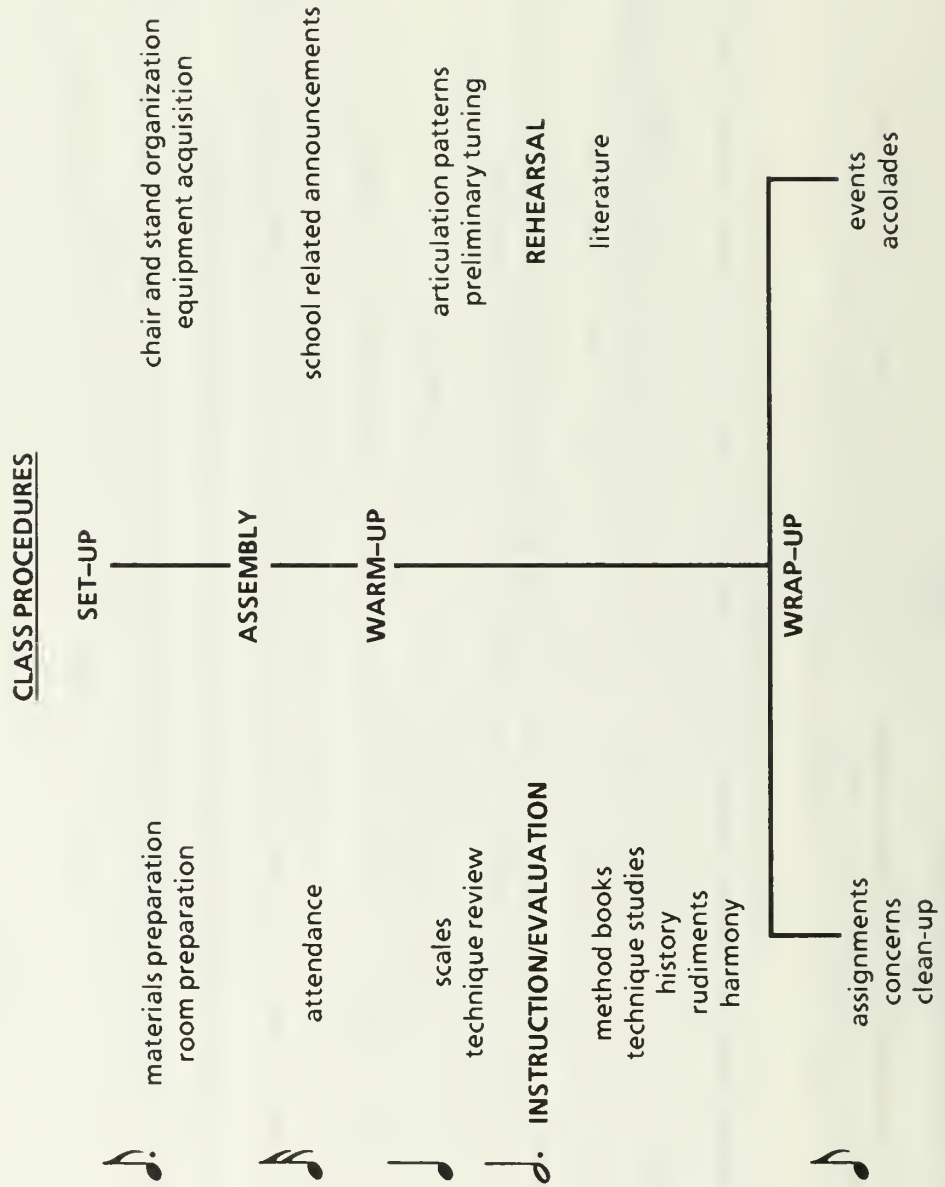 CLASS PROCEDURES
SET–UP
materials preparation
room preparation
chair and stand organization
equipment acquisition
ASSEMBLY
attendance
school related announcements
WARM–UP
scales
technique review
articulation patterns
preliminary tuning
INSTRUCTION/EVALUATION
method books
technique studies
history
rudiments
harmony
REHEARSAL
literature
WRAP–UP
assignments
concerns
clean-up
events
accolades